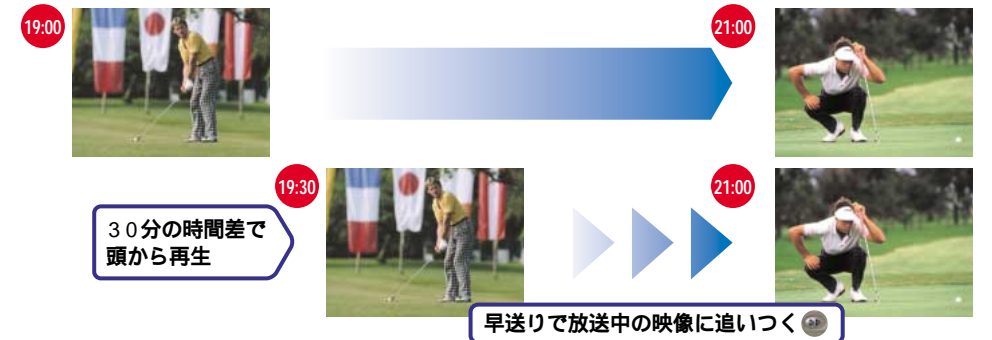 19:00
21:00
19:30
21:00
３０分の時間差で
頭から再生
早送りで放送中の映像に追いつく